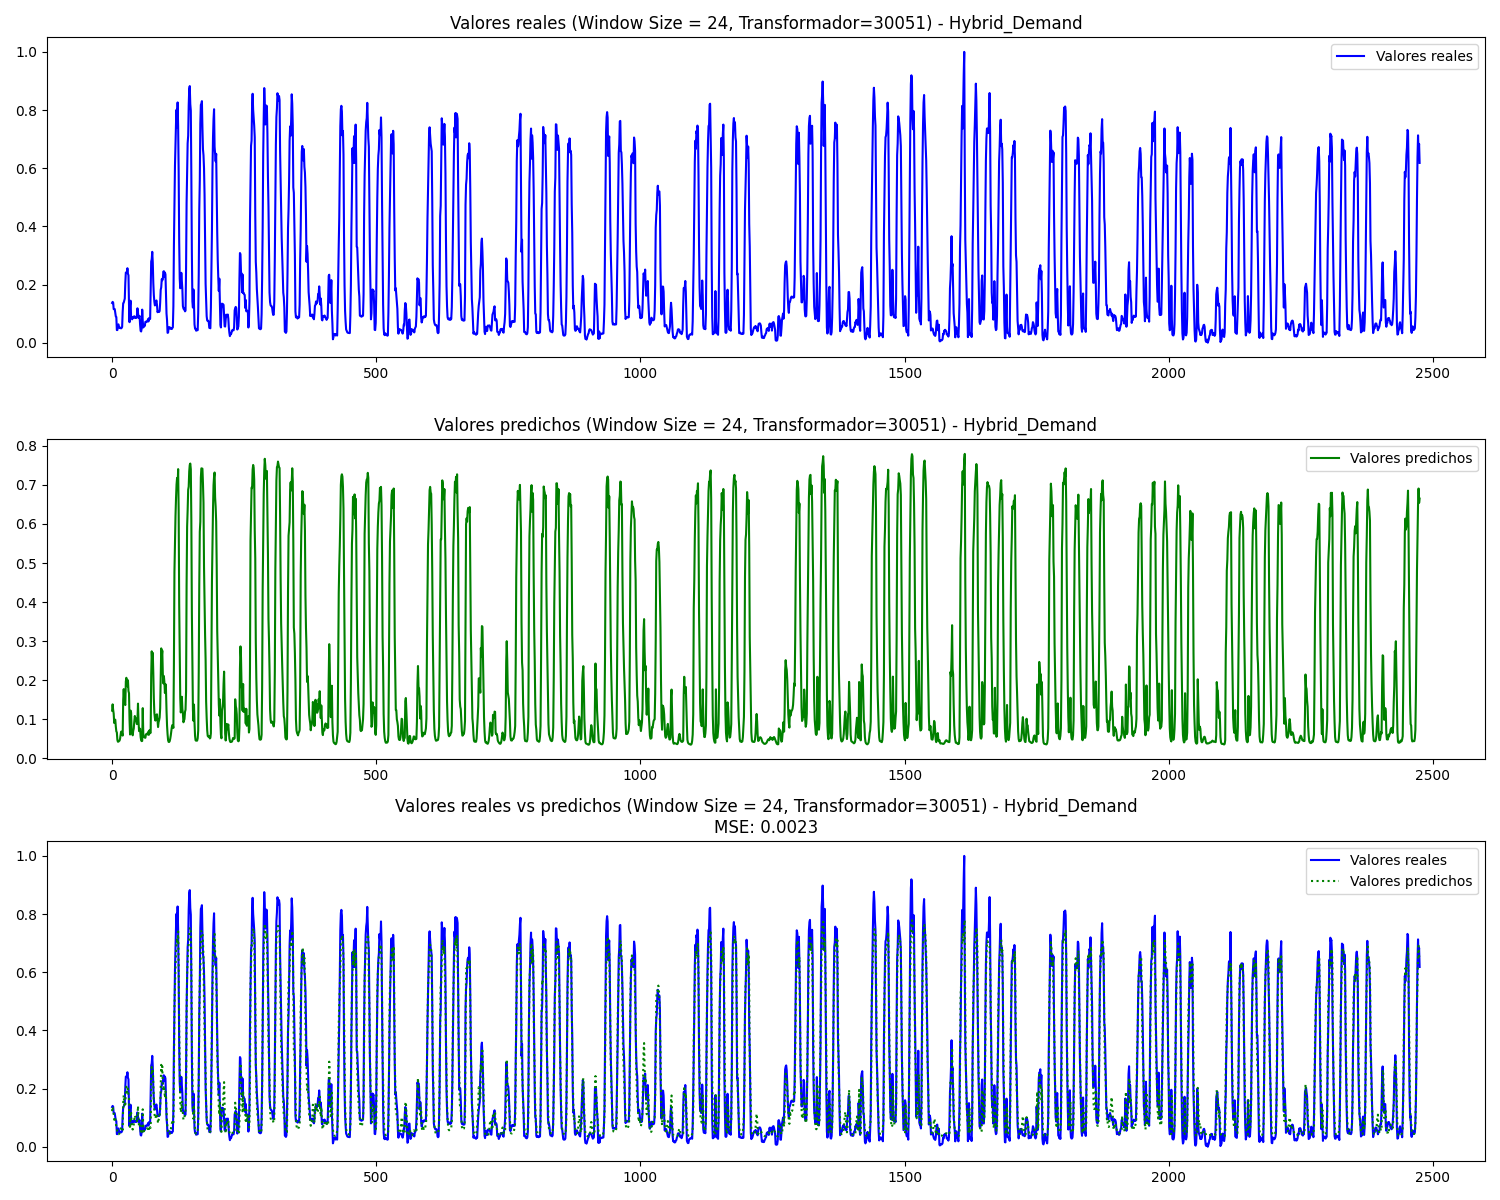 Valores reales (Window Size = 24, Transformador=30051) - Hybrid_Demand
1.0
0.8
0.6
0.4
0.2
0.0
Valores reales
0 500 1000 1500 2000 2500
Valores predichos (Window Size = 24, Transformador=30051) - Hybrid_Demand
0.8
0.7
0.6
0.5
0.4
0.3
0.2
0.1
0.0
Valores predichos
0 500 1000 1500 2000 2500
Valores reales vs predichos (Window Size = 24, Transformador=30051) - Hybrid_Demand
MSE: 0.0023
1.0
0.8
0.6
0.4
0.2
0.0
Valores reales
Valores predichos
0 500 1000 1500 2000 2500